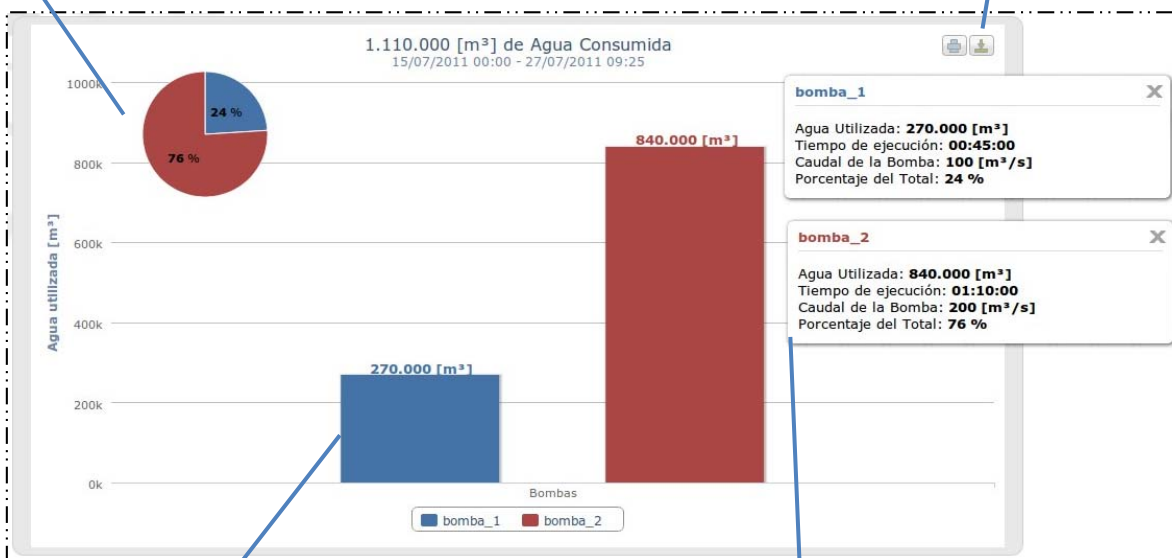 1.110.000 [m³] de Agua Consumida
15/07/2011 00:00 - 27/07/2011 09:25
1000k
800k
600k
400k
200k
0k
Agua utilizada [m³]
24 %
76 %
270.000 [m³]
840.000 [m³]
Bombas
bomba_1
bomba_2
bomba_1
Agua Utilizada: 270.000 [m³]
Tiempo de ejecución: 00:45:00
Caudal de la Bomba: 100 [m³/s]
Porcentaje del Total: 24 %
bomba_2
Agua Utilizada: 840.000 [m³]
Tiempo de ejecución: 01:10:00
Caudal de la Bomba: 200 [m³/s]
Porcentaje del Total: 76 %